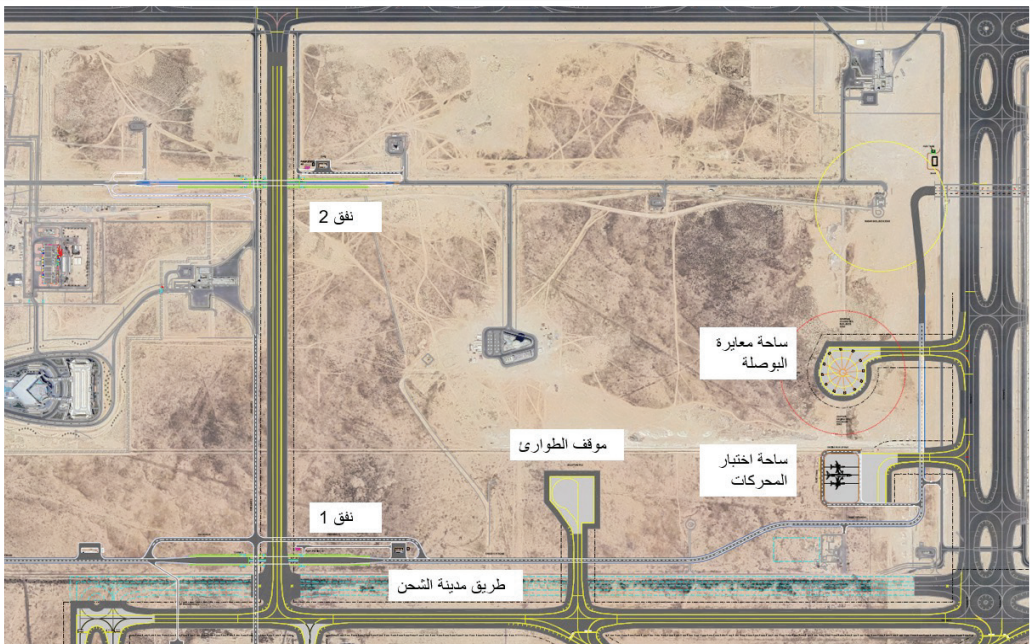 نفق 2
ساحة معايرة
البوصلة
موقف الطوارئ
ساحة اختبار
المحركات
نفق 1
طريق مدينة الشحن